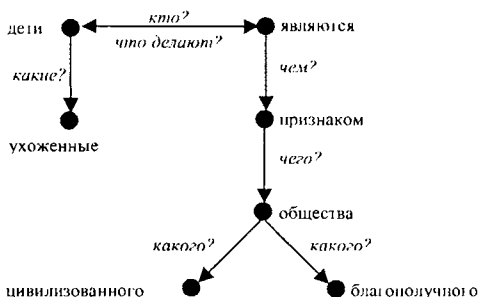 кто?
дети являются
что делают?
какие? чем?
ухоженные признаком
чего?
общества
какого? какого?
цивилизованного благополучного